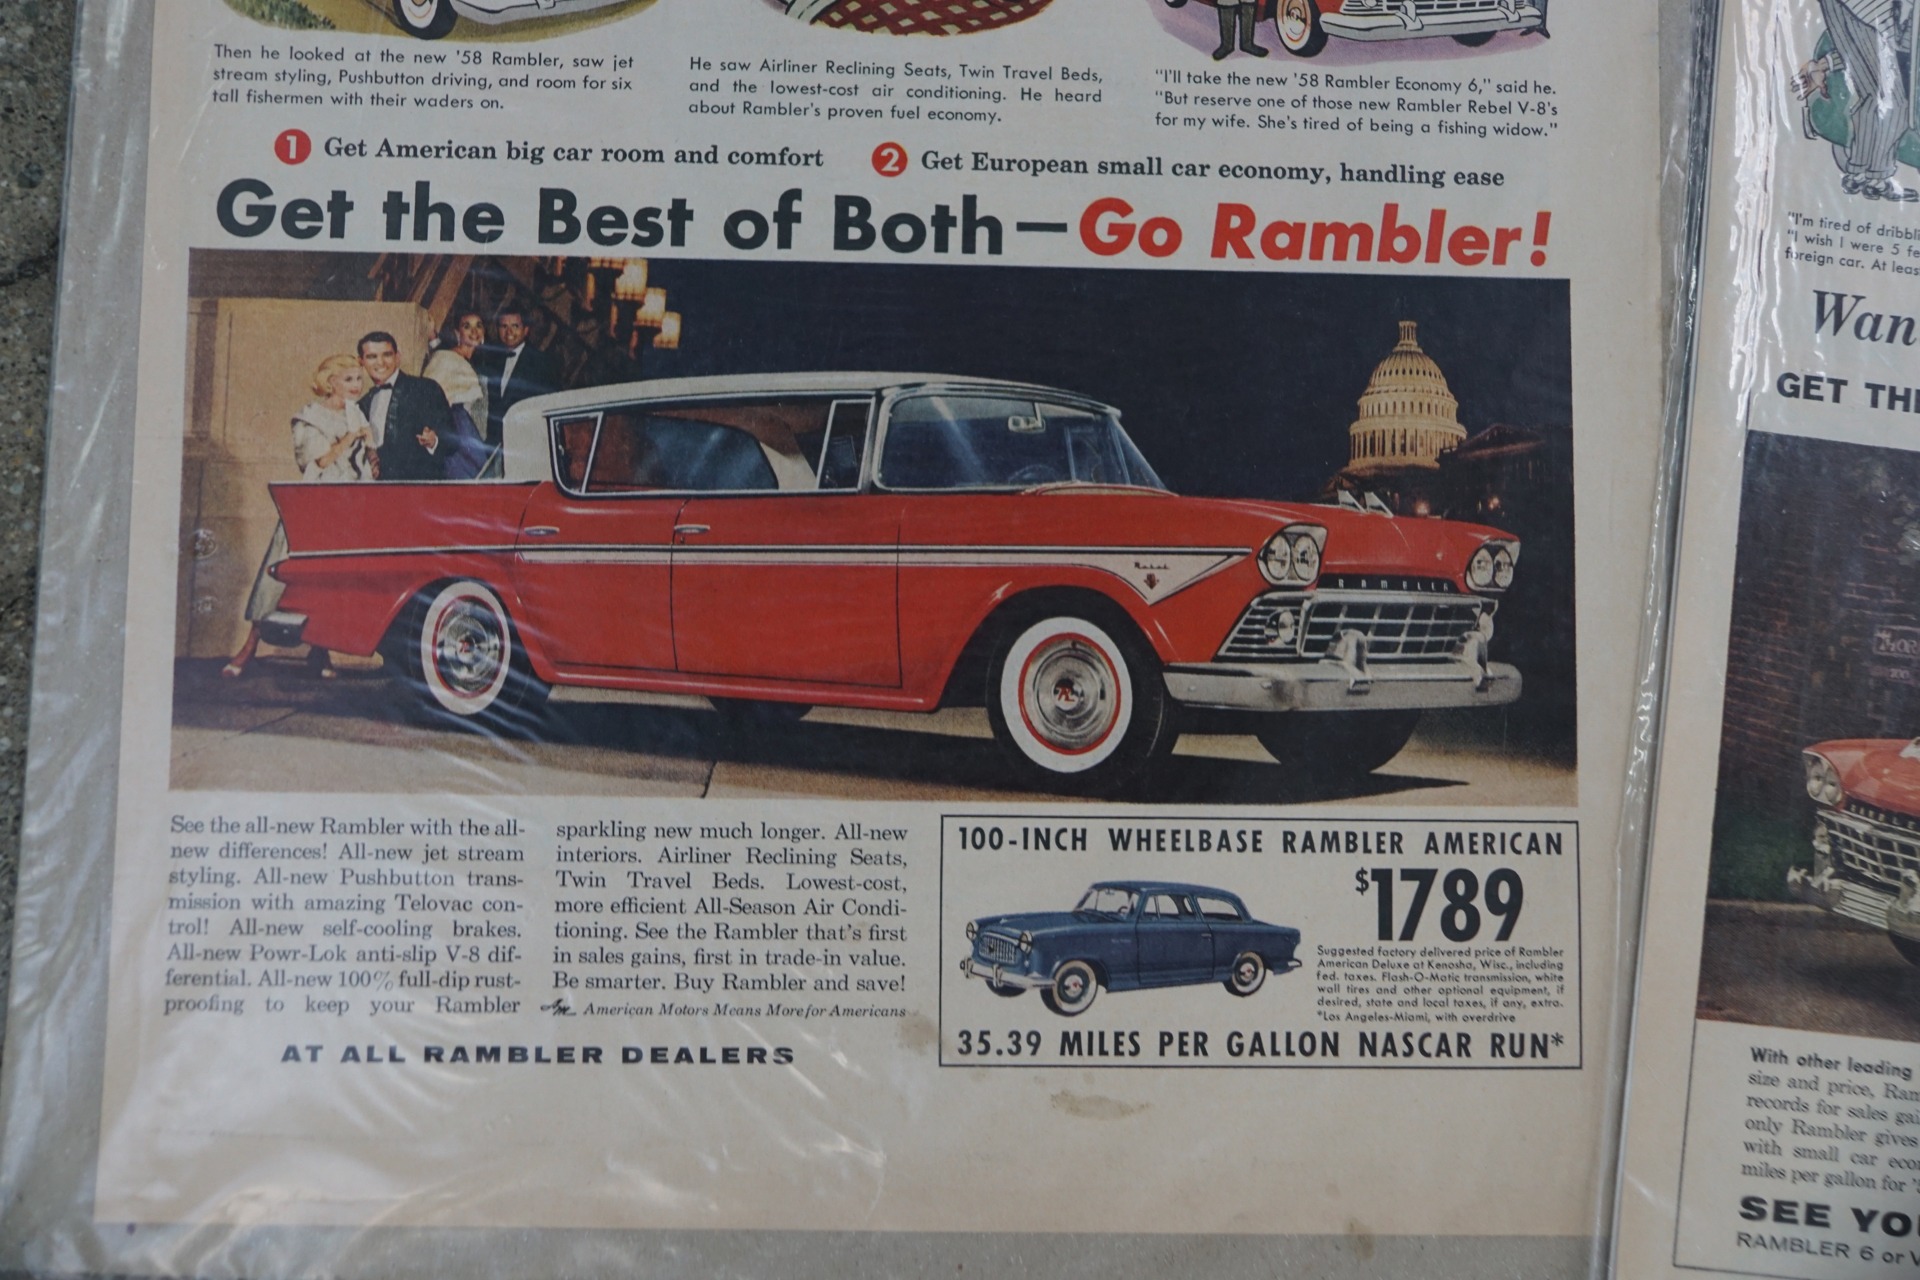 Then he looked at the new '58 Rambler, saw jet
stream styling, Pushbutton driving, and room for six
tall fishermen with their waders on.
He saw Airliner Reclining Seats, Twin Travel Beds,
and the lowest-cost air conditioning. He heard
about Rambler's proven fuel economy.
"I'll take the new '58 Rambler Economy 6," said he.
"But reserve one of those new Rambler Rebel V-8's
for my wife. She's tired of being a fishing widow."
1 Get American big car room and comfort
2 Get European small car economy, handling ease
Get the Best of Both—Go Rambler!
Rebel
RAMBLER
See the all-new Rambler with the all-
new differences! All-new jet stream
styling. All-new Pushbutton trans-
mission with amazing Telovac con-
trol! All-new self-cooling brakes.
All-new Powr-Lok anti-slip V-8 dif-
ferential. All-new 100% full-dip rust-
proofing to keep your Rambler
sparkling new much longer. All-new
interiors. Airliner Reclining Seats,
Twin Travel Beds. Lowest-cost,
more efficient All-Season Air Condi-
tioning. See the Rambler that's first
in sales gains, first in trade-in value.
Be smarter. Buy Rambler and save!
American Motors Means More for Americans
AT ALL RAMBLER DEALERS
100-INCH WHEELBASE RAMBLER AMERICAN
$1789
Suggested factory delivered price of Rambler
American Deluxe at Kenosha, Wisc., including
fed. taxes. Flash-O-Matic transmission, white
wall tires and other optional equipment, if
desired, state and local taxes, if any, extra.
*Los Angeles-Miami, with overdrive
35.39 MILES PER GALLON NASCAR RUN*
"I'm tired of
"I wish I were 5
foreign car. At
GET
With other leading
size and price,
records for sales
only Rambler gives
with small car
miles per gallon for
SEE
RAMBLER 6 or